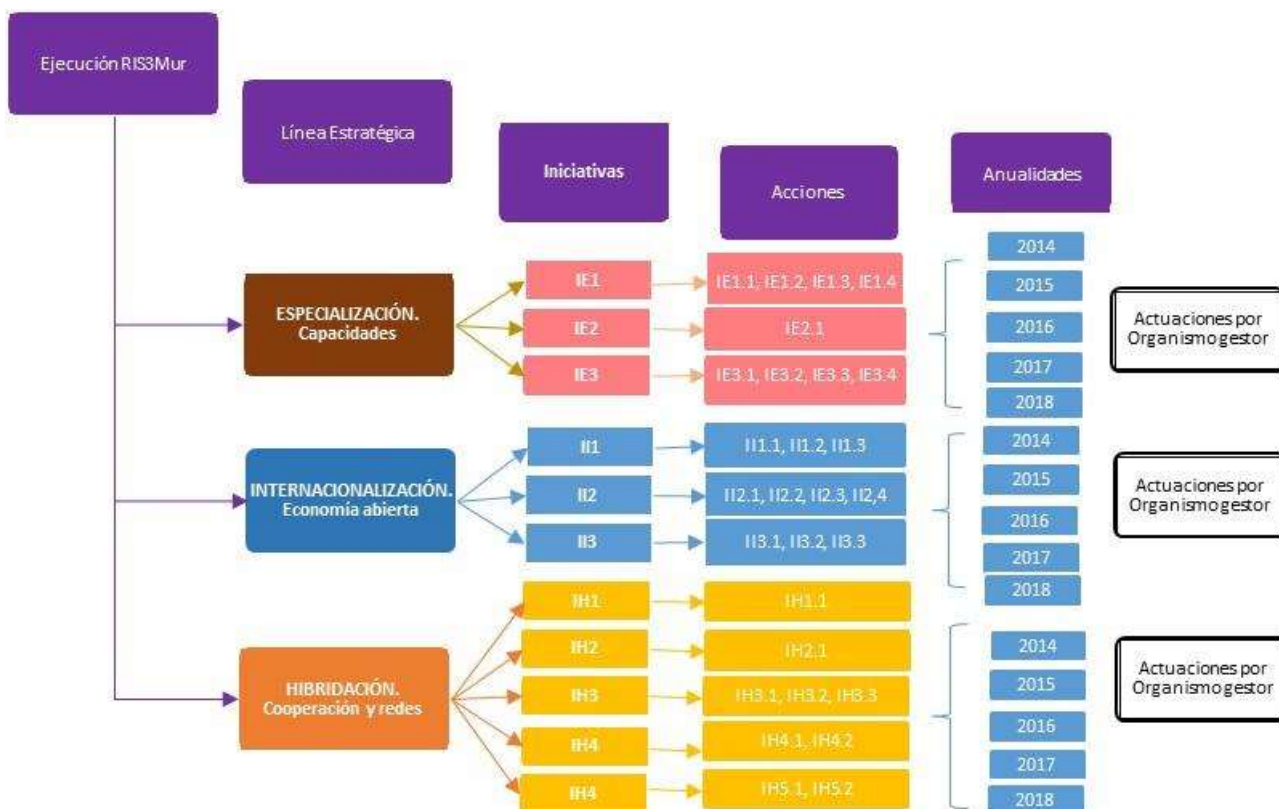 Ejecución RIS3Mur
Línea Estratégica
Iniciativas
Acciones
Anualidades
ESPECIALIZACIÓN.
Capacidades
IE1
IE1.1, IE1.2, IE1.3, IE1.4
IE2
IE2.1
IE3
IE3.1, IE3.2, IE3.3, IE3.4
2014
2015
2016
2017
2018
Actuaciones por
Organismo gestor
INTERNACIONALIZACIÓN.
Economía abierta
II1
II1.1, II1.2, II1.3
II2
II2.1, II2.2, II2.3, II2,4
II3
II3.1, II3.2, II3.3
2014
2015
2016
2017
2018
Actuaciones por
Organismo gestor
HIBRIDACIÓN.
Cooperación y redes
IH1
IH1.1
IH2
IH2.1
IH3
IH3.1, IH3.2, IH3.3
IH4
IH4.1, IH4.2
IH4
IH5.1, IH5.2
2014
2015
2016
2017
2018
Actuaciones por
Organismo gestor